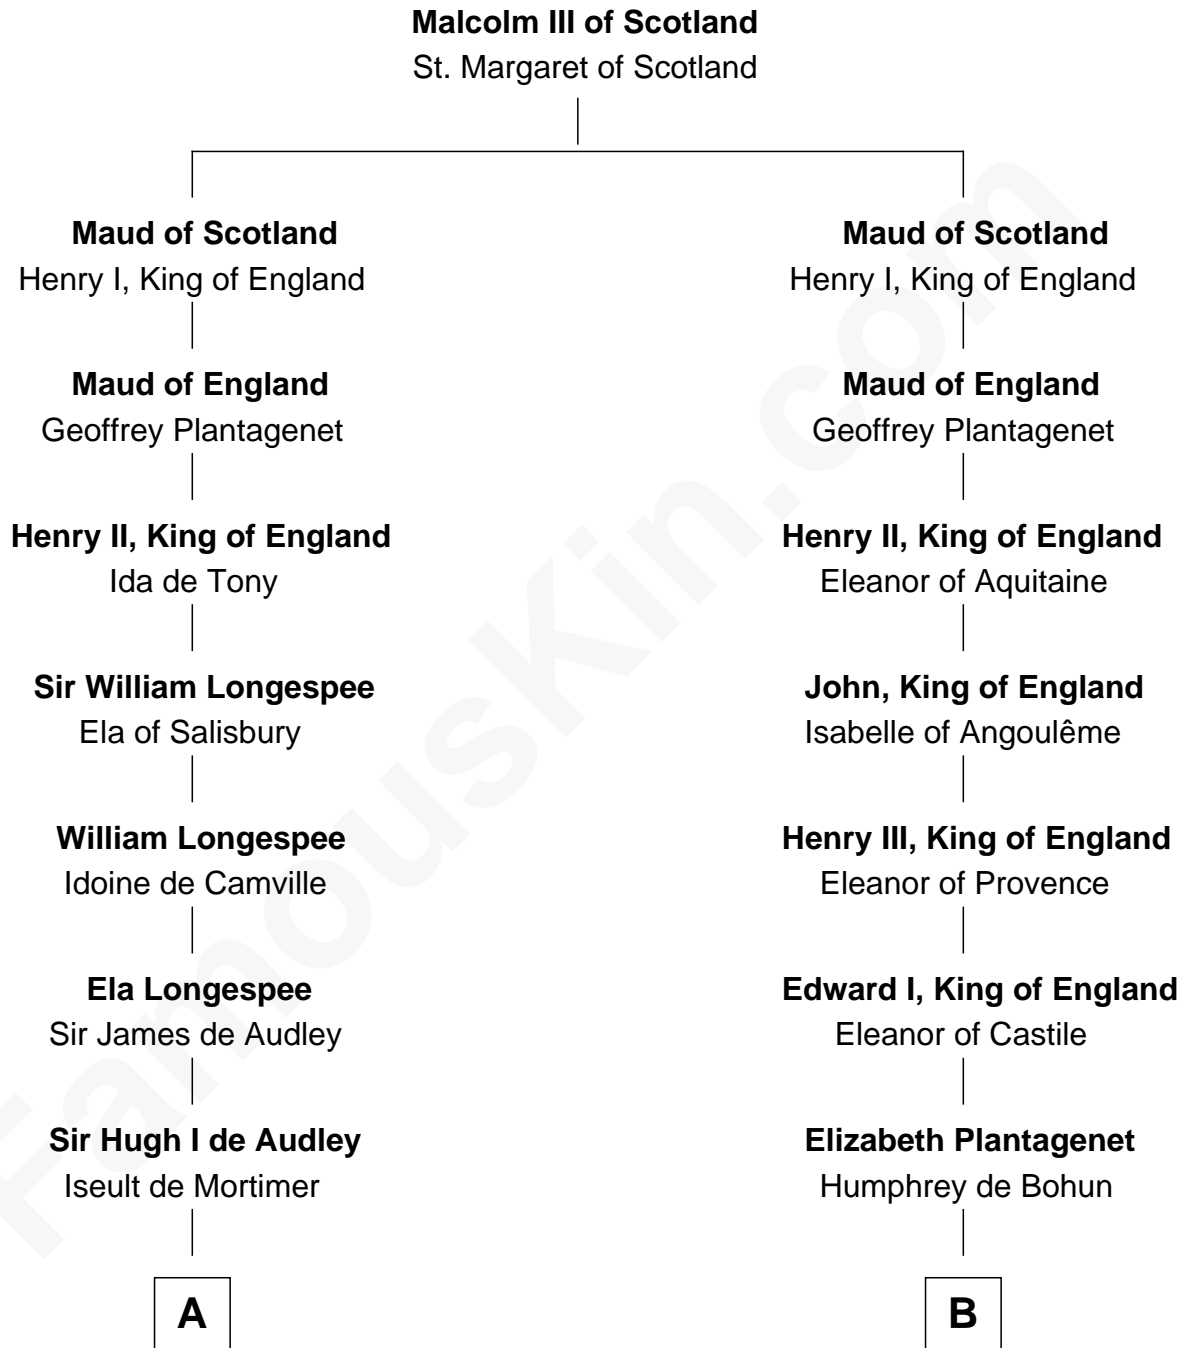 Malcolm III of Scotland
St. Margaret of Scotland
Maud of Scotland
Henry I, King of England
Maud of England
Geoffrey Plantagenet
Henry II, King of England
Ida de Tony
Sir William Longespee
Ela of Salisbury
William Longespee
Idoine de Camville
Ela Longespee
Sir James de Audley
Sir Hugh I de Audley
Iseult de Mortimer
A
Maud of Scotland
Henry I, King of England
Maud of England
Geoffrey Plantagenet
Henry II, King of England
Eleanor of Aquitaine
John, King of England
Isabelle of Angoulême
Henry III, King of England
Eleanor of Provence
Edward I, King of England
Eleanor of Castile
Elizabeth Plantagenet
Humphrey de Bohun
B
FamousKin.com